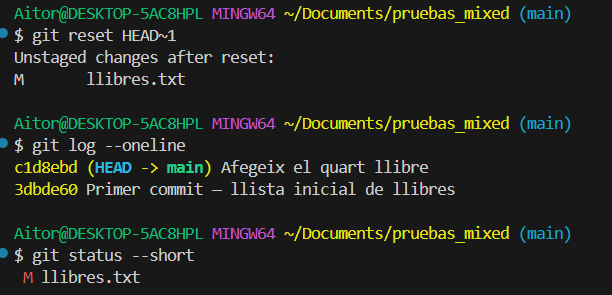 Aitor@DESKTOP-5AC8HPL MINGW64 ~/Documents/pruebas_mixed (main)
$ git reset HEAD~1
Unstaged changes after reset:
M       llibres.txt
Aitor@DESKTOP-5AC8HPL MINGW64 ~/Documents/pruebas_mixed (main)
$ git log --oneline
c1d8ebd (HEAD -> main) Afegeix el quart llibre
3dbde60 Primer commit — llista inicial de llibres
Aitor@DESKTOP-5AC8HPL MINGW64 ~/Documents/pruebas_mixed (main)
$ git status --short
 M llibres.txt